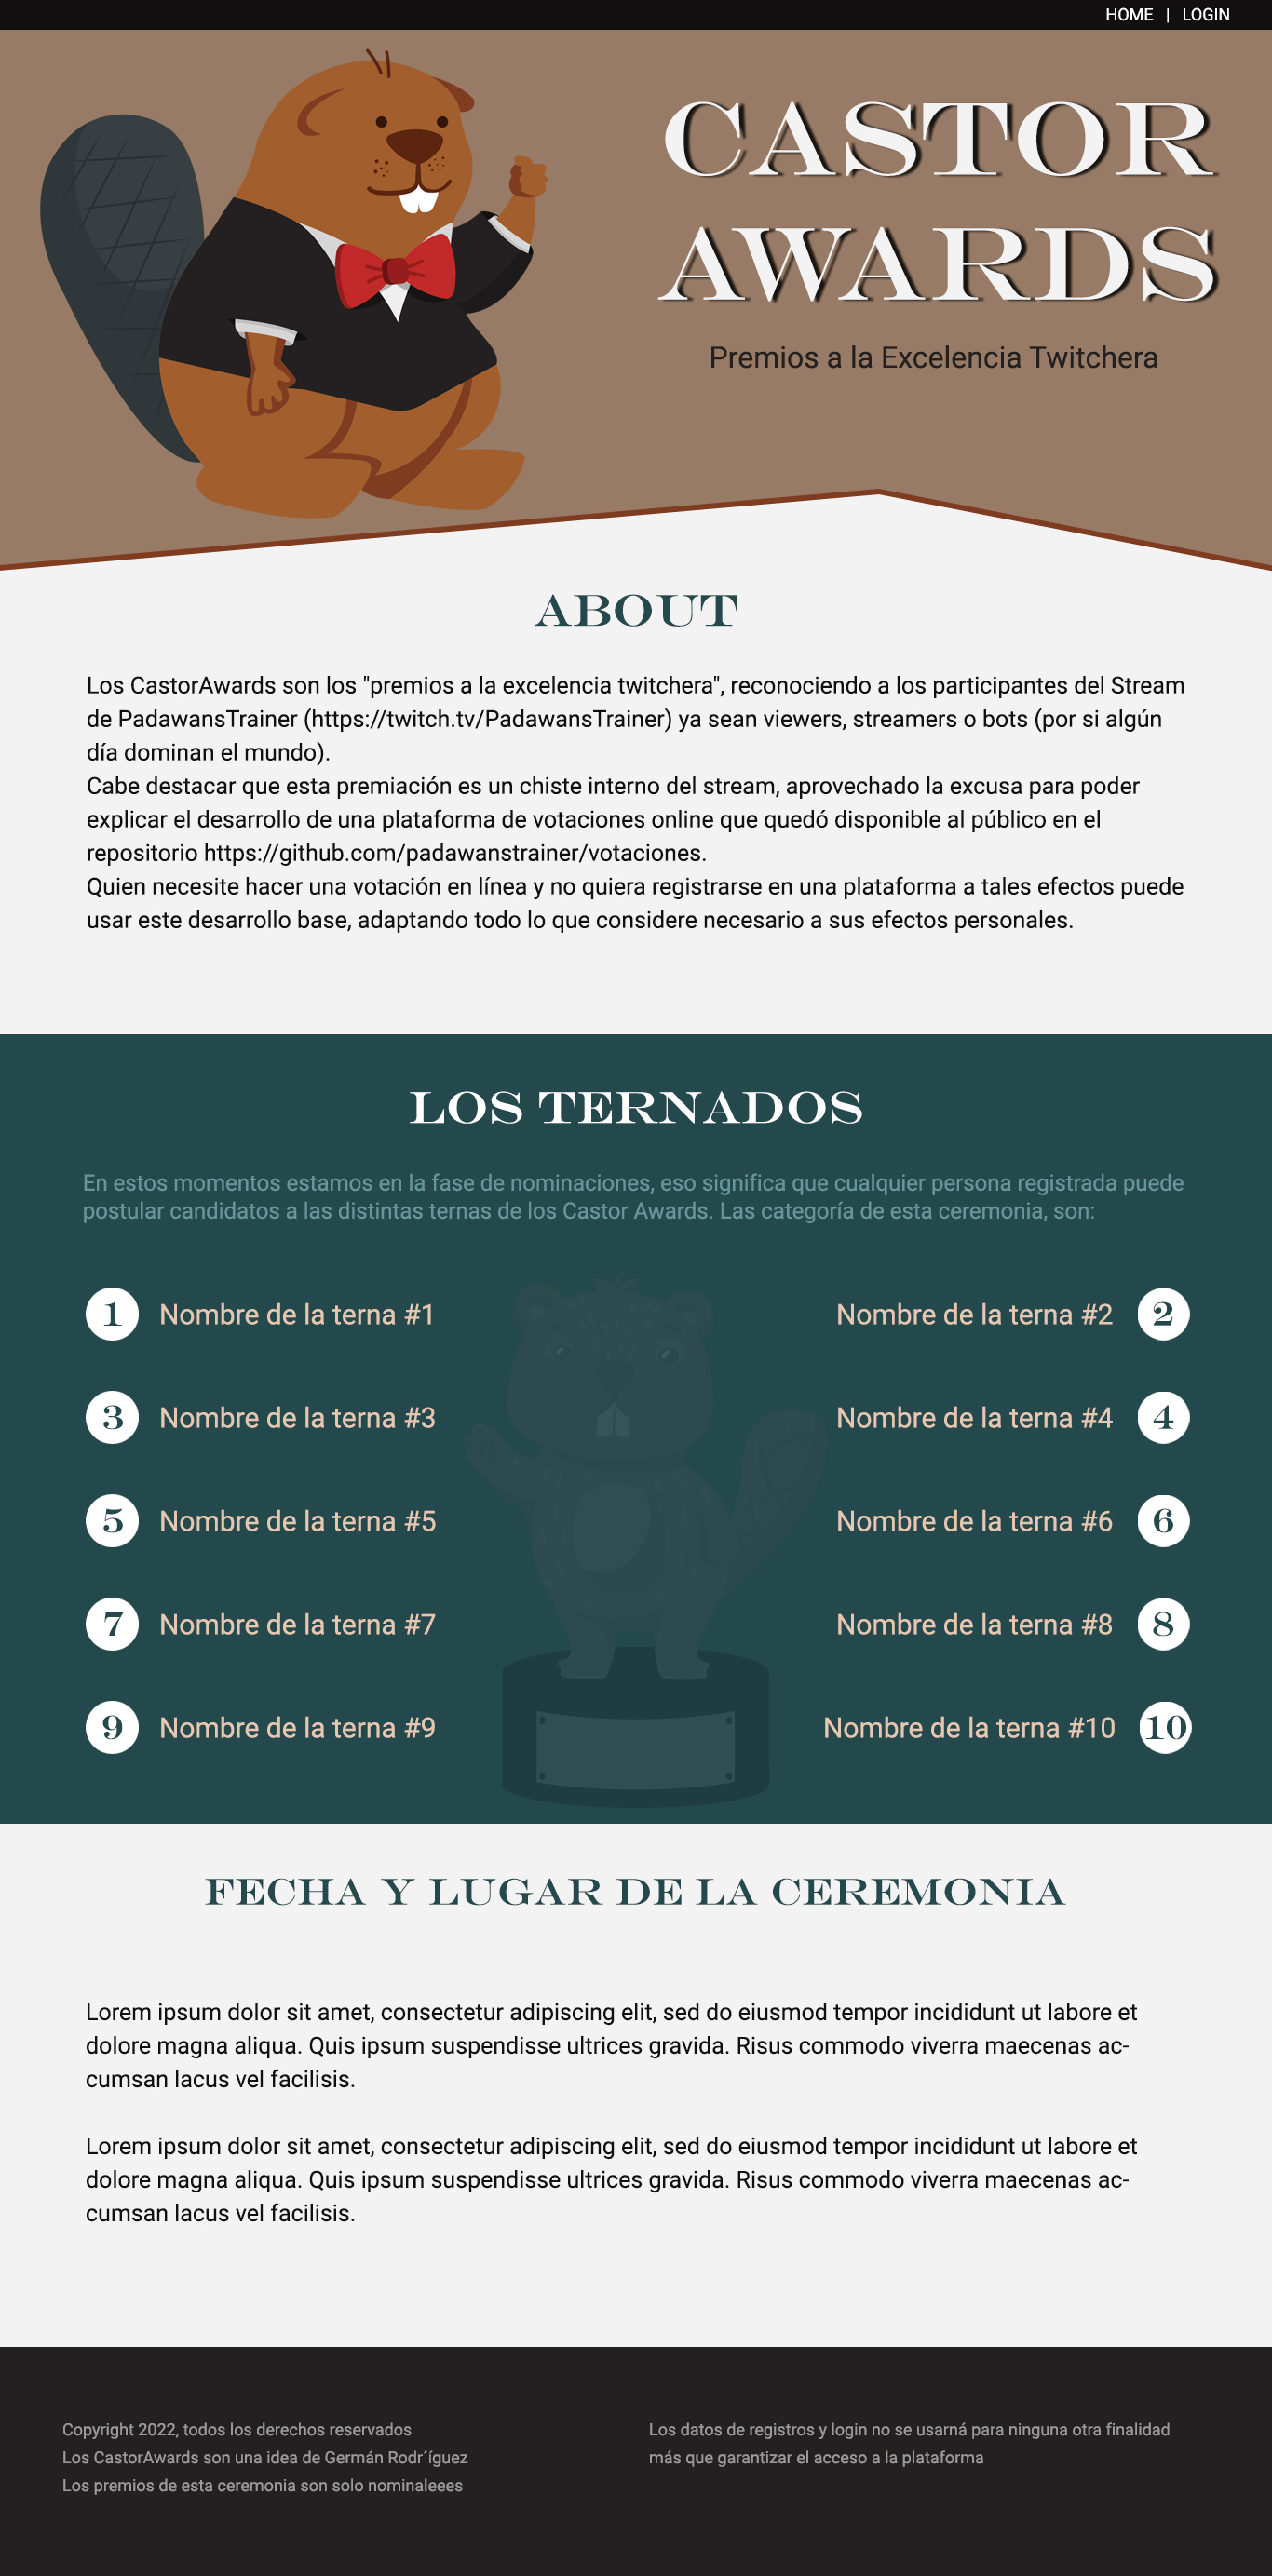 HOME | LOGIN
CASTOR
AWARDS
Premios a la Excelencia Twitchera
ABOUT
Los CastorAwards son los "premios a la excelencia twitchera", reconociendo a los participantes del Stream
de PadawansTrainer (https://twitch.tv/PadawansTrainer) ya sean viewers, streamers o bots (por si algún
día dominan el mundo).
Cabe destacar que esta premiación es un chiste interno del stream, aprovechado la excusa para poder
explicar el desarrollo de una plataforma de votaciones online que quedó disponible al público en el
repositorio https://github.com/padawanstrainer/votaciones.
Quien necesite hacer una votación en línea y no quiera registrarse en una plataforma a tales efectos puede
usar este desarrollo base, adaptando todo lo que considere necesario a sus efectos personales.
LOS TERNADOS
En estos momentos estamos en la fase de nominaciones, eso significa que cualquier persona registrada puede
postular candidatos a las distintas ternas de los Castor Awards. Las categoría de esta ceremonia, son:
1 Nombre de la terna #1
Nombre de la terna #2 2
3 Nombre de la terna #3
Nombre de la terna #4 4
5 Nombre de la terna #5
Nombre de la terna #6 6
7 Nombre de la terna #7
Nombre de la terna #8 8
9 Nombre de la terna #9
Nombre de la terna #10 10
FECHA Y LUGAR DE LA CEREMONIA
Lorem ipsum dolor sit amet, consectetur adipiscing elit, sed do eiusmod tempor incididunt ut labore et
dolore magna aliqua. Quis ipsum suspendisse ultrices gravida. Risus commodo viverra maecenas ac-
cumsan lacus vel facilisis.
Lorem ipsum dolor sit amet, consectetur adipiscing elit, sed do eiusmod tempor incididunt ut labore et
dolore magna aliqua. Quis ipsum suspendisse ultrices gravida. Risus commodo viverra maecenas ac-
cumsan lacus vel facilisis.
Copyright 2022, todos los derechos reservados
Los CastorAwards son una idea de Germán Rodr´íguez
Los premios de esta ceremonia son solo nominaleees
Los datos de registros y login no se usarná para ninguna otra finalidad
más que garantizar el acceso a la plataforma